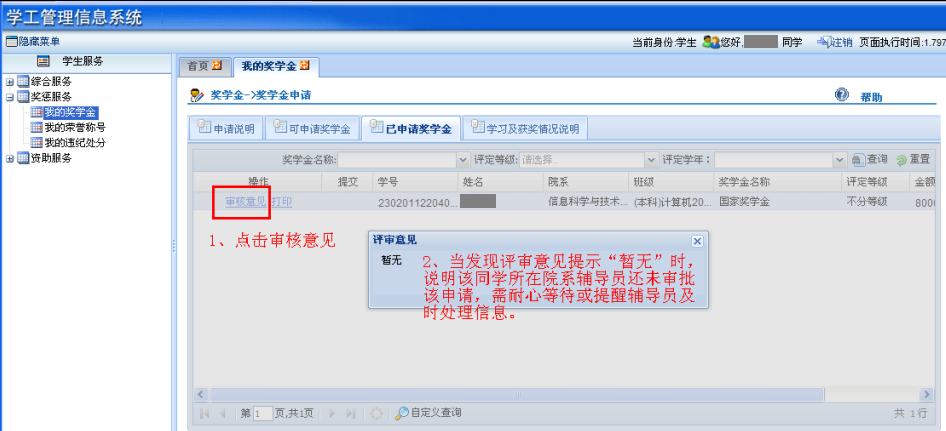 学工管理信息系统
隐藏菜单
当前身份:学生 您好, 同学 注销 页面执行时间:1.797
学生服务
综合服务
奖惩服务
我的奖学金
我的荣誉称号
我的违纪处分
资助服务
首页 我的奖学金
奖学金->奖学金申请 帮助
申请说明 可申请奖学金 已申请奖学金 学习及获奖情况说明
奖学金名称: 评定等级: 请选择.. 评定学年: 查询 重置
操作 提交 学号 姓名 院系 班级 奖学金名称 评定等级 金额
审核意见 打印 230201122040... 信息科学与技术... (本科)计算机20... 国家奖学金 不分等级 8000
1、点击审核意见
评审意见
暂无
2、当发现评审意见提示“暂无”时，
说明该同学所在院系辅导员还未审批
该申请，需耐心等待或提醒辅导员及
时处理信息。
第 1 页,共1页 自定义查询 共 1行